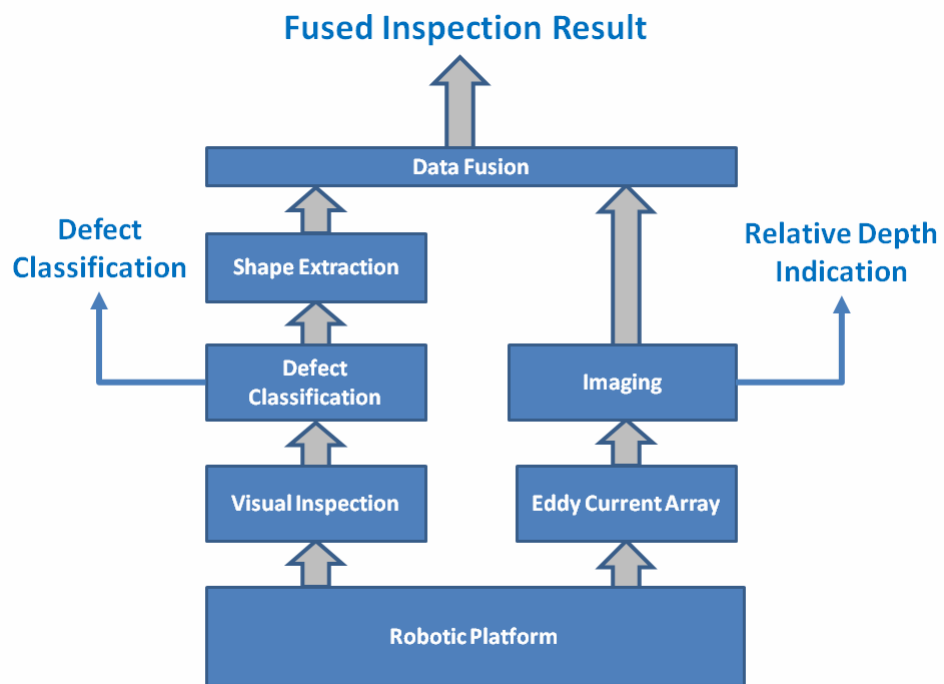 Fused Inspection Result
Data Fusion
Defect
Classification
Shape Extraction
Relative Depth
Indication
Defect
Classification
Imaging
Visual Inspection
Eddy Current Array
Robotic Platform